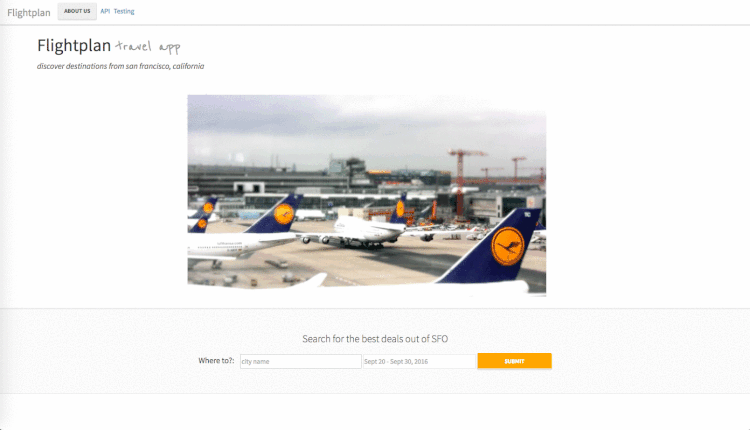 Flightplan ABOUT US API Testing
Flightplan travel app
discover destinations from san francisco, california
Search for the best deals out of SFO
Where to?: city name Sept 20 - Sept 30, 2016 SUBMIT